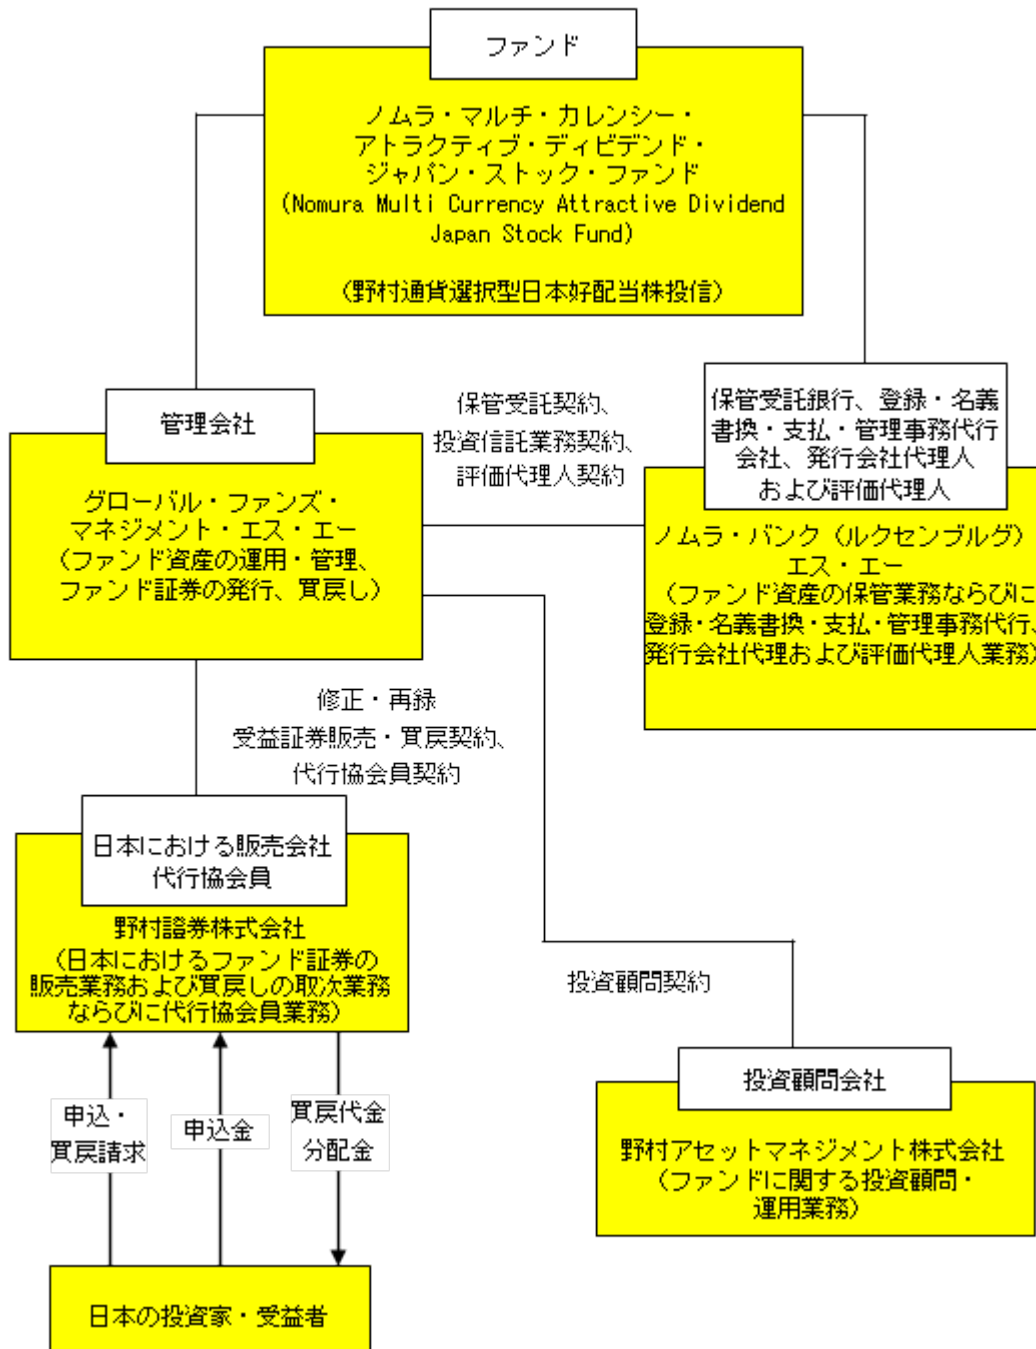 ファンド
ノムラ・マルチ・カレンシー・
アトラクティブ・ディビデンド・
ジャパン・ストック・ファンド
(Nomura Multi Currency Attractive Dividend
Japan Stock Fund)
(野村通貨選択型日本好配当株投信)
管理会社
グローバル・ファンズ・
マネジメント・エス・エー
(ファンド資産の運用・管理、
ファンド証券の発行、買戻し)
保管受託契約、
投資信託業務契約、
評価代理人契約
保管受託銀行、登録・名義
書換・支払・管理事務代行
会社、発行会社代理人
および評価代理人
ノムラ・バンク(ルクセンブルグ)
エス・エー
(ファンド資産の保管業務ならびに
登録・名義書換・支払・管理事務代行、
発行会社代理および評価代理人業務)
修正・再録
受益証券販売・買戻契約、
代行協会員契約
日本における販売会社
代行協会員
野村證券株式会社
(日本におけるファンド証券の
販売業務および買戻しの取次業務
ならびに代行協会員業務)
投資顧問契約
投資顧問会社
野村アセットマネジメント株式会社
(ファンドに関する投資顧問・
運用業務)
申込・
買戻請求
申込金
買戻代金
分配金
日本の投資家・受益者